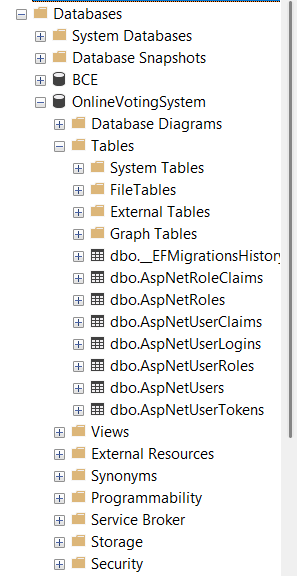 Databases
System Databases
Database Snapshots
BCE
OnlineVotingSystem
Database Diagrams
Tables
System Tables
FileTables
External Tables
Graph Tables
dbo.__EFMigrationsHistory
dbo.AspNetRoleClaims
dbo.AspNetRoles
dbo.AspNetUserClaims
dbo.AspNetUserLogins
dbo.AspNetUserRoles
dbo.AspNetUsers
dbo.AspNetUserTokens
Views
External Resources
Synonyms
Programmability
Service Broker
Storage
Security